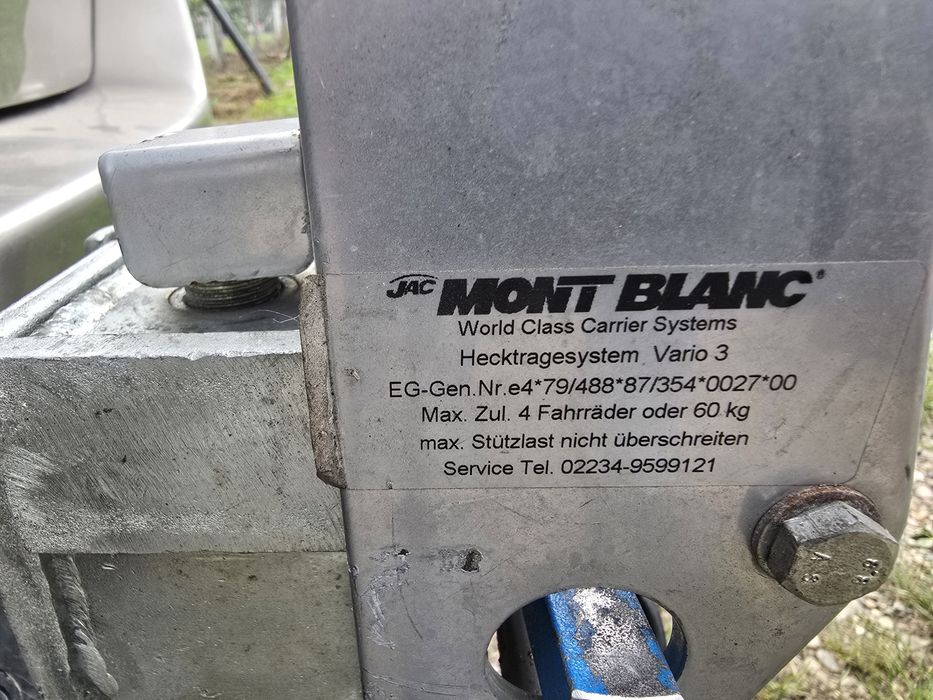 JAC MONT BLANC®
World Class Carrier Systems
Hecktragesystem Vario 3
EG-Gen.Nr.e4*79/488*87/354*0027*00
Max. Zul. 4 Fahrräder oder 60 kg
max. Stützlast nicht überschreiten
Service Tel. 02234-9599121